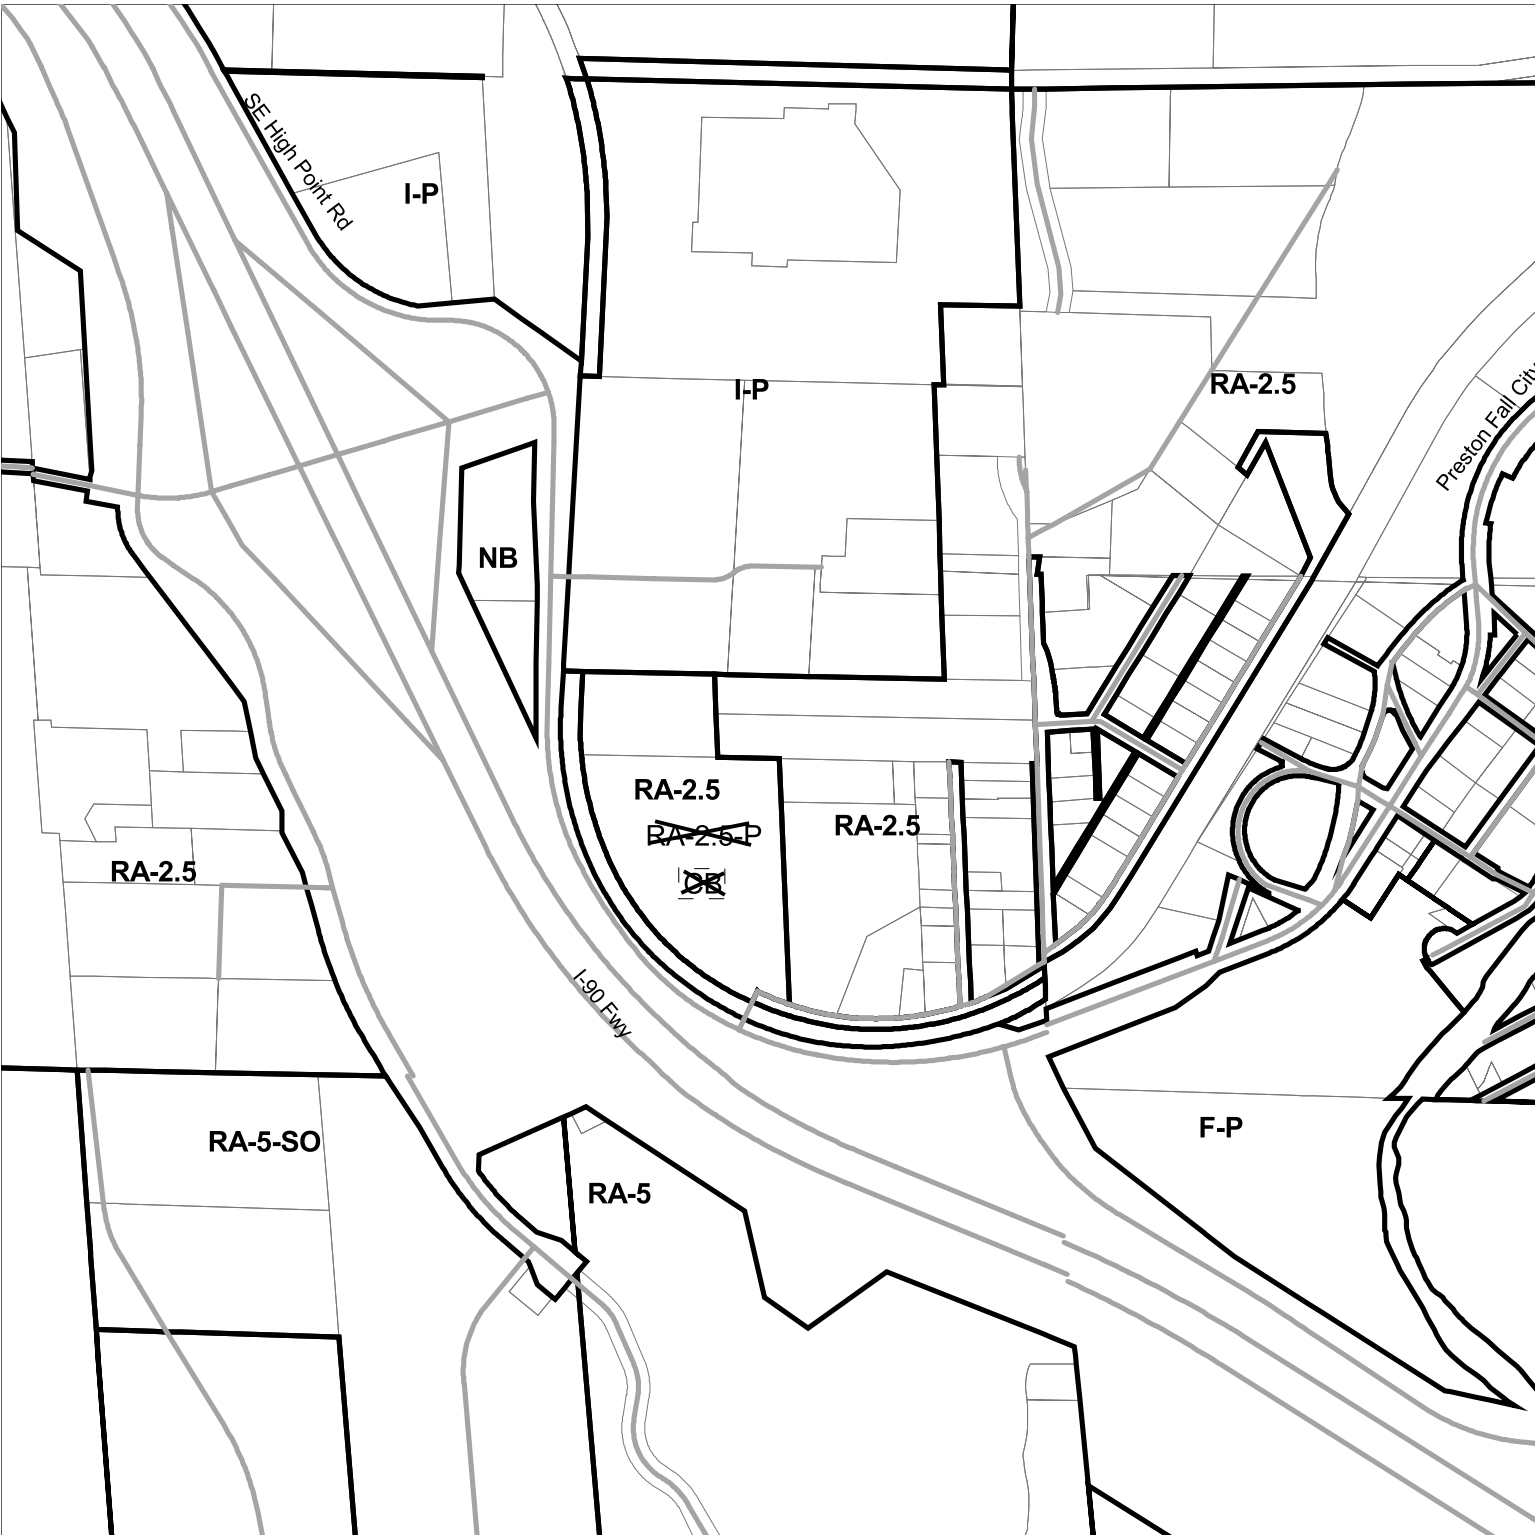 SE High Point Rd
I-P
I-P
RA-2.5
Preston Fall City
NB
RA-2.5
RA-2.5-P
CB
RA-2.5
RA-2.5
I-90 Fwy
RA-5-SO
RA-5
F-P